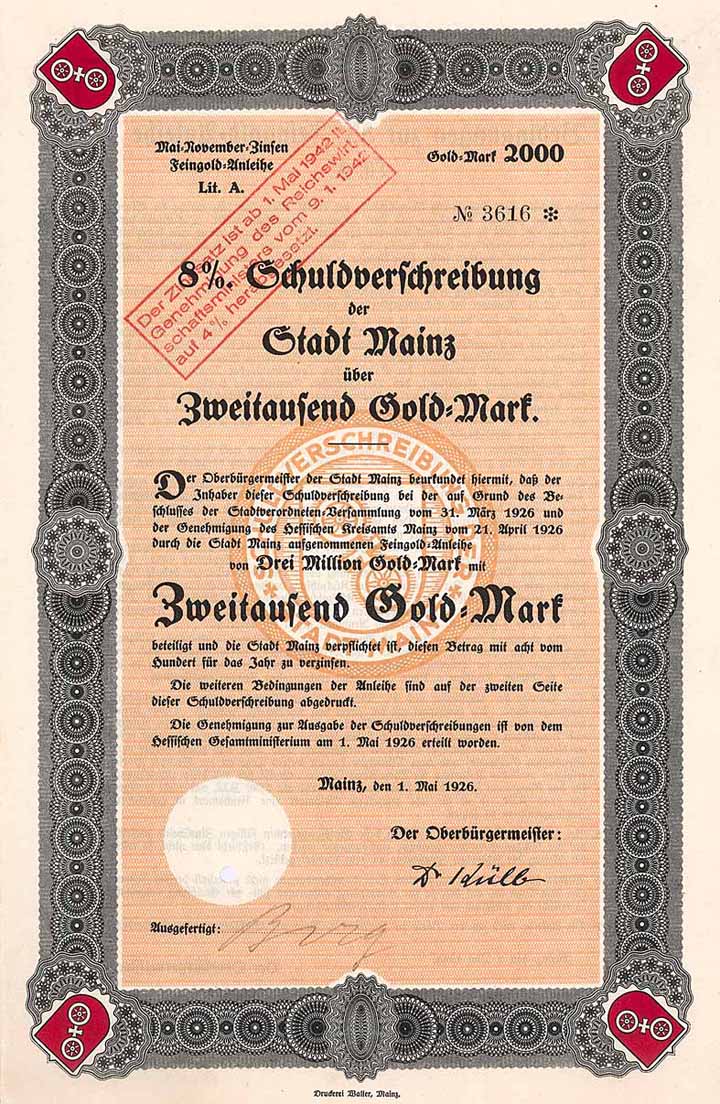 Mai-November-Zinsen
Feingold-Anleihe
Lit. A.
Gold-Mark 2000
№ 3616 ✻
Der Zinssatz ist ab 1. Mai 1942 lt.
Genehmigung des Reichswirt-
schaftsministers vom 9. 1. 1942
auf 4% herabgesetzt.
8%. Schuldverschreibung
der
Stadt Mainz
über
Zweitausend Gold-Mark.
SCHULDVERSCHREIBUNG DER
STADT MAINZ
Der Oberbürgermeister der Stadt Mainz beurkundet hiermit, daß der
Inhaber dieser Schuldverschreibung bei der auf Grund des Be-
schlusses der Stadtverordneten-Versammlung vom 31. März 1926 und
der Genehmigung des Hessischen Kreisamts Mainz vom 21. April 1926
durch die Stadt Mainz aufgenommenen Feingold-Anleihe
von Drei Million Gold-Mark mit
Zweitausend Gold-Mark
beteiligt und die Stadt Mainz verpflichtet ist, diesen Betrag mit acht vom
Hundert für das Jahr zu verzinsen.
Die weiteren Bedingungen der Anleihe sind auf der zweiten Seite
dieser Schuldverschreibung abgedruckt.
Die Genehmigung zur Ausgabe der Schuldverschreibungen ist von dem
Hessischen Gesamtministerium am 1. Mai 1926 erteilt worden.
Mainz, den 1. Mai 1926.
Der Oberbürgermeister:
Dr Külb
Ausgefertigt:
Druckerei Walter, Mainz.